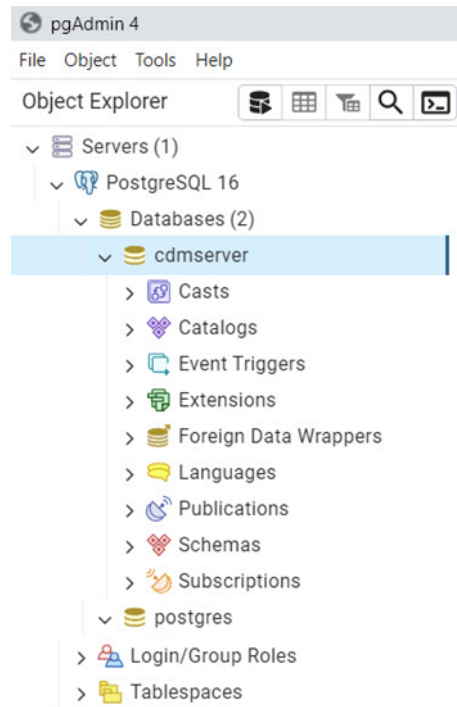 pgAdmin 4
File Object Tools Help
Object Explorer
Servers (1)
PostgreSQL 16
Databases (2)
cdmserver
Casts
Catalogs
Event Triggers
Extensions
Foreign Data Wrappers
Languages
Publications
Schemas
Subscriptions
postgres
Login/Group Roles
Tablespaces